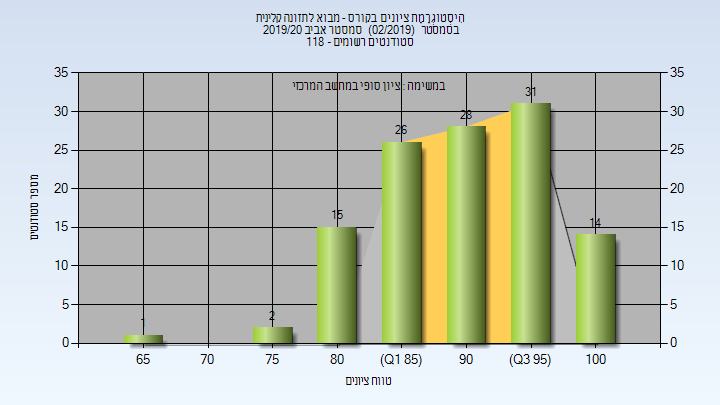 היסטוגרמת ציונים בקורס - מבוא לתזונה קלינית
בסמסטר (02/2019) סמסטר אביב 2019/20
סטודנטים רשומים - 118
במשימה : ציון סופי במחשב המרכזי
מספר סטודנטים
35 35
30 30
25 25
20 20
15 15
10 10
5 5
0 0
1 2 15 26 28 31 14
65 70 75 80 (Q1 85) 90 (Q3 95) 100
טווח ציונים